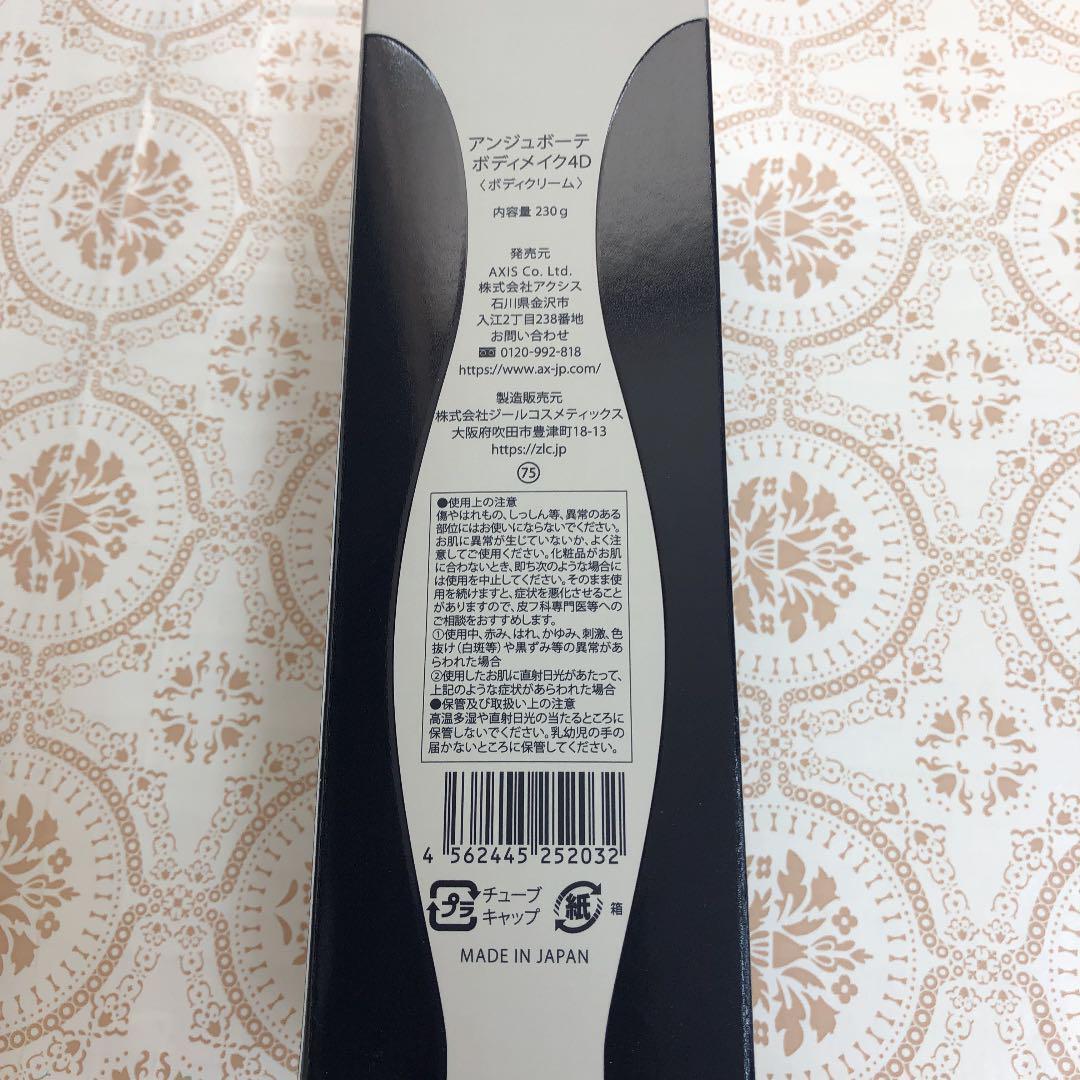 アンジュボーテ
ボディメイク4D
〈ボディクリーム〉
内容量 230g
発売元
AXIS Co. Ltd.
株式会社アクシス
石川県金沢市
入江2丁目238番地
お問い合わせ
0120-992-818
https://www.ax-jp.com/
製造販売元
株式会社ジールコスメティックス
大阪府吹田市豊津町18-13
https://zlc.jp
75
●使用上の注意
傷やはれもの、しっしん等、異常のある
部位にはお使いにならないでください。
お肌に異常が生じていないか、よく注
意してご使用ください。化粧品がお肌
に合わないとき、即ち次のような場合に
は使用を中止してください。そのまま使
用を続けますと、症状を悪化させること
がありますので、皮フ科専門医等への
ご相談をおすすめします。
①使用中、赤み、はれ、かゆみ、刺激、色
抜け(白斑等)や黒ずみ等の異常があ
らわれた場合
②使用したお肌に直射日光があたって、
上記のような症状があらわれた場合
●保管及び取扱い上の注意
高温多湿や直射日光の当たるところに
保管しないでください。乳幼児の手の
届かないところに保管してください。
4 562445 252032
プラ チューブ キャップ
紙 箱
MADE IN JAPAN